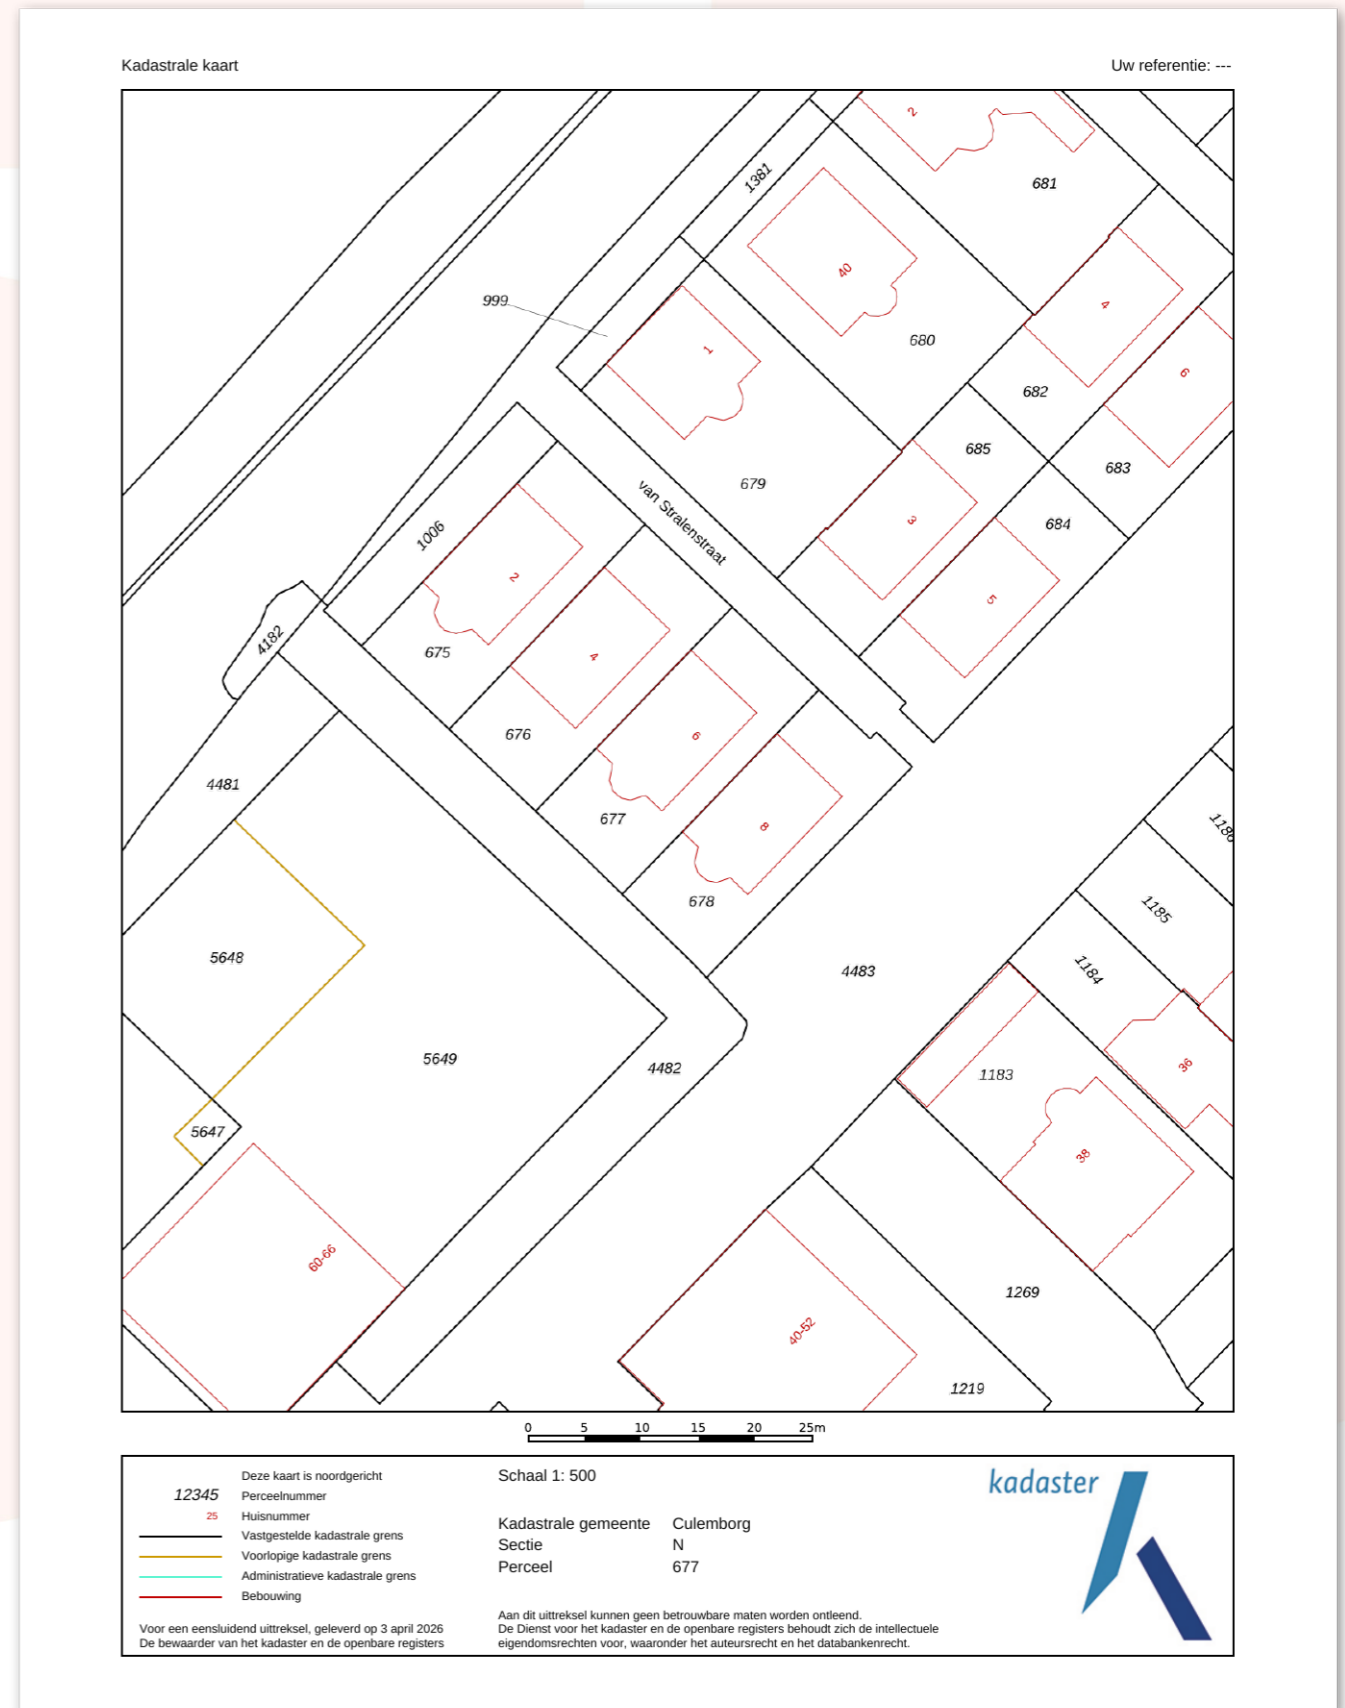 Kadastrale kaart
Uw referentie: ---
2
681
1381
40
4
999
680
1
6
682
685
683
679
3
684
van Stralenstraat
1006
2
5
4182
675
4
676
6
4481
677
8
1186
678
1185
5648
4483
1184
5649
4482
1183
36
5647
38
60-66
1269
40-52
1219
0 5 10 15 20 25m
Deze kaart is noordgericht
12345 Perceelnummer
25 Huisnummer
Vastgestelde kadastrale grens
Voorlopige kadastrale grens
Administratieve kadastrale grens
Bebouwing
Voor een eensluidend uittreksel, geleverd op 3 april 2026
De bewaarder van het kadaster en de openbare registers
Schaal 1: 500
Kadastrale gemeente Culemborg
Sectie N
Perceel 677
Aan dit uittreksel kunnen geen betrouwbare maten worden ontleend.
De Dienst voor het kadaster en de openbare registers behoudt zich de intellectuele
eigendomsrechten voor, waaronder het auteursrecht en het databankenrecht.
kadaster